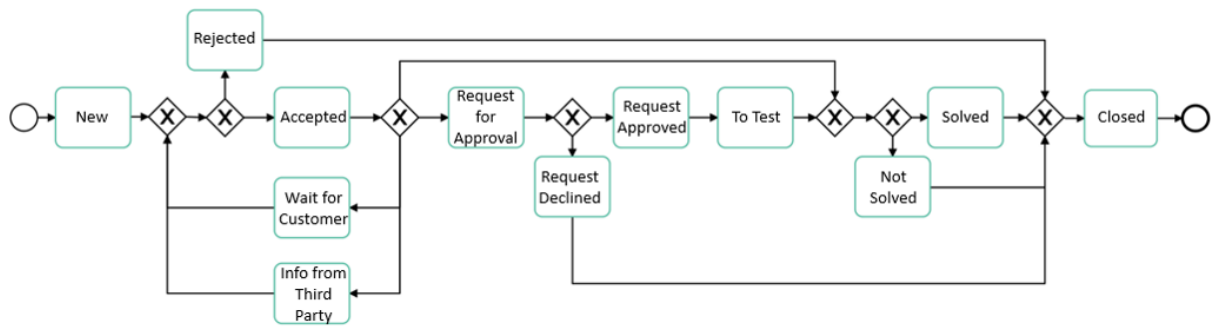 Rejected
New
Accepted
Request
for
Approval
Request
Approved
To Test
Solved
Closed
Request
Declined
Not
Solved
Wait for
Customer
Info from
Third
Party
X
X
X
X
X
X
X